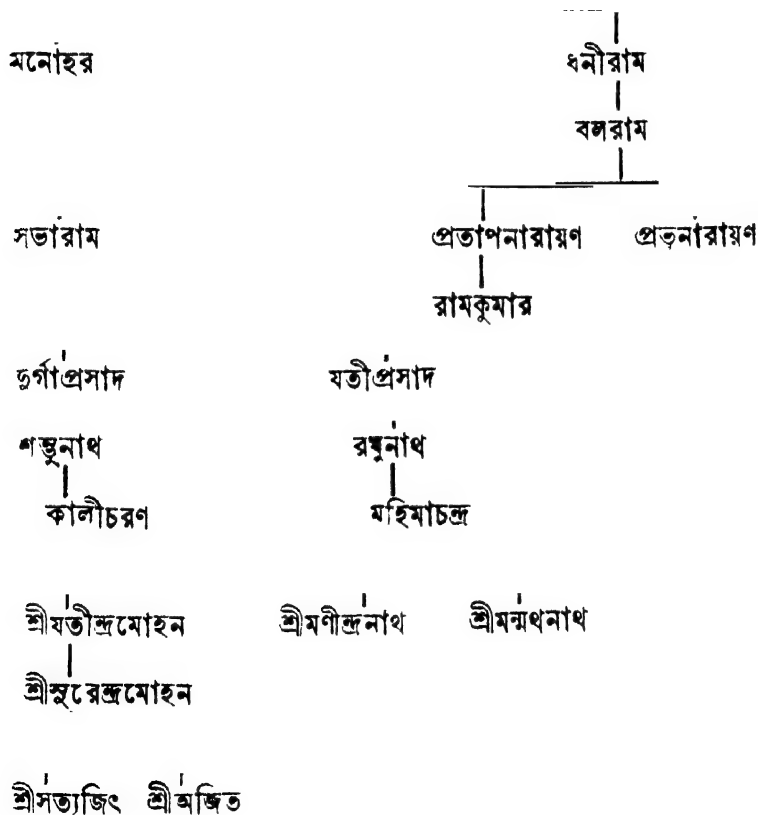 মনোহর ধনীরাম
বলরাম
সভারাম প্রতাপনারায়ণ প্রভুনারায়ণ
রামকুমার
দুর্গাপ্রসাদ যতীপ্রসাদ
শম্ভুনাথ রঘুনাথ
কালীচরণ মহিমাচন্দ্র
শ্রীযতীন্দ্রমোহন শ্রীমণীন্দ্রনাথ শ্রীমন্মথনাথ
শ্রীসুরেন্দ্রমোহন
শ্রীসত্যজিৎ শ্রীঅজিত